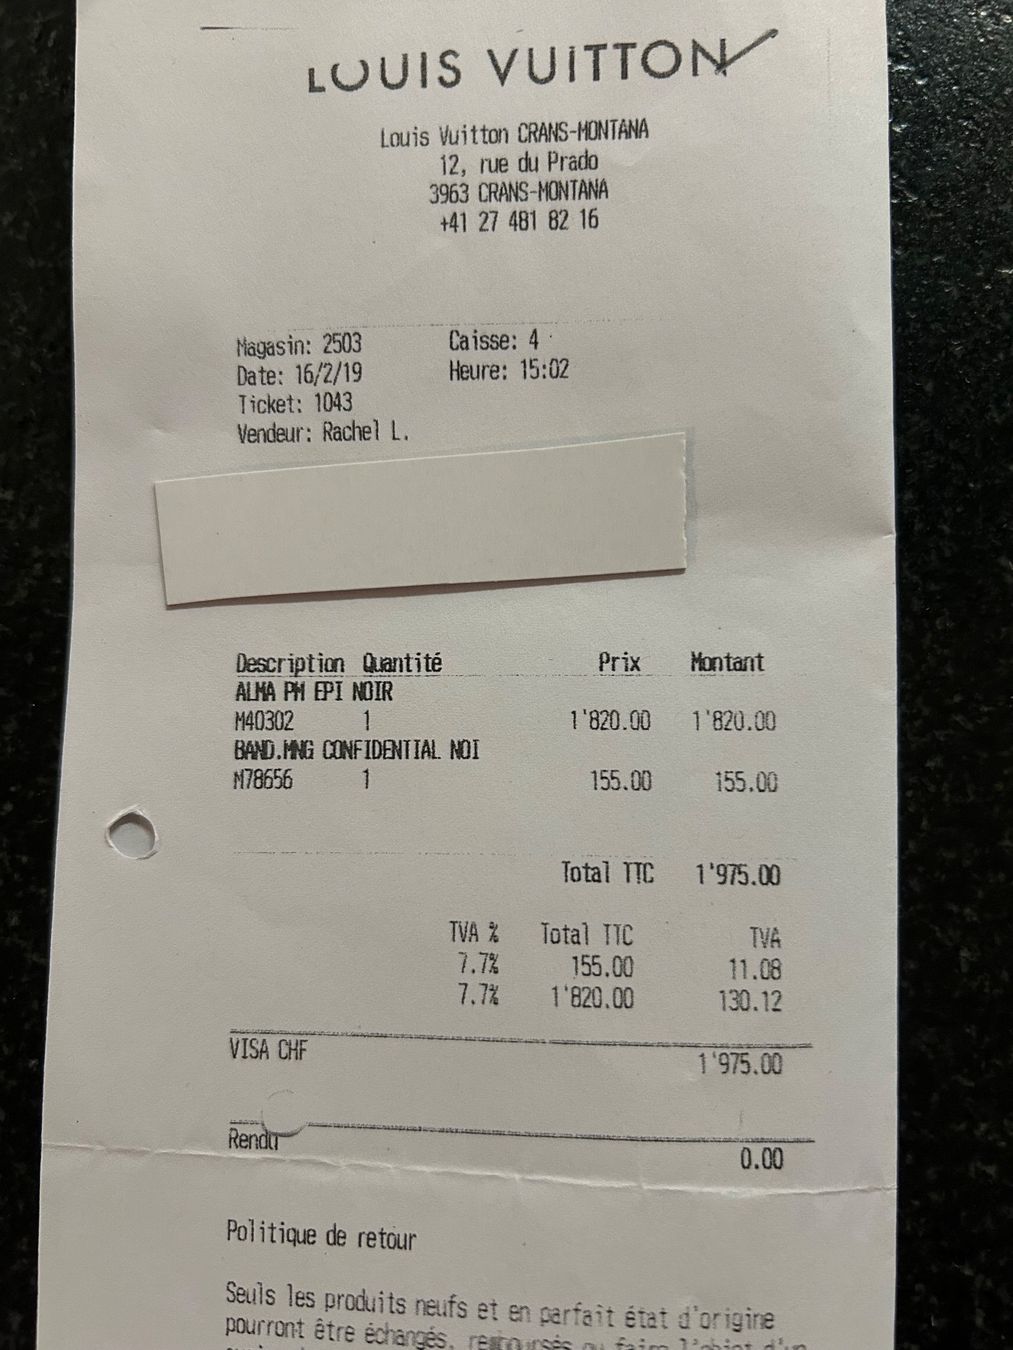 LOUIS VUITTON
Louis Vuitton CRANS-MONTANA
12, rue du Prado
3963 CRANS-MONTANA
+41 27 481 82 16
Magasin: 2503 Caisse: 4
Date: 16/2/19 Heure: 15:02
Ticket: 1043
Vendeur: Rachel L.
Description Quantité Prix Montant
ALMA PM EPI NOIR
M40302 1 1'820.00 1'820.00
BAND.MNG CONFIDENTIAL NOI
M78656 1 155.00 155.00
Total TTC 1'975.00
TVA % Total TTC TVA
7.7% 155.00 11.08
7.7% 1'820.00 130.12
VISA CHF 1'975.00
Rendu 0.00
Politique de retour
Seuls les produits neufs et en parfait état d'origine
pourront être échangés, remboursés ou faire l'objet d'un